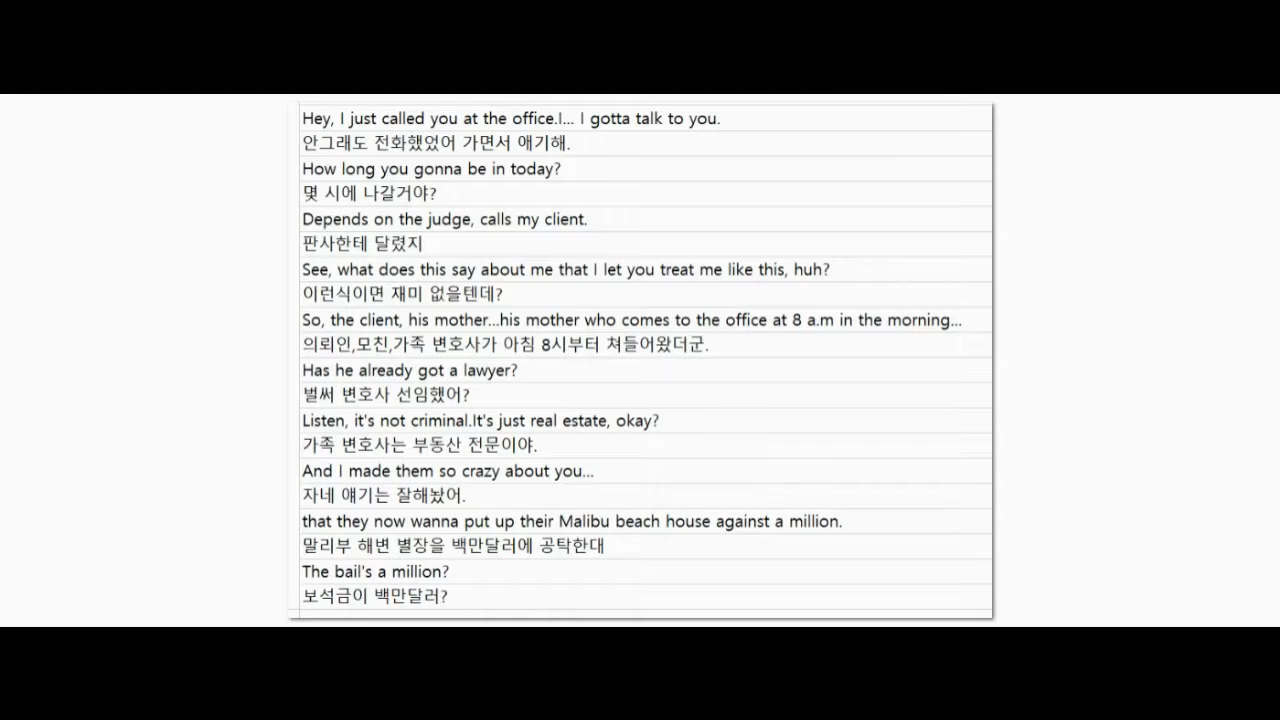 Hey, I just called you at the office.I... I gotta talk to you.
안그래도 전화했었어 가면서 얘기해.
How long you gonna be in today?
몇 시에 나갈거야?
Depends on the judge, calls my client.
판사한테 달렸지
See, what does this say about me that I let you treat me like this, huh?
이런식이면 재미 없을텐데?
So, the client, his mother...his mother who comes to the office at 8 a.m in the morning...
의뢰인,모친,가족 변호사가 아침 8시부터 쳐들어왔더군.
Has he already got a lawyer?
벌써 변호사 선임했어?
Listen, it's not criminal.It's just real estate, okay?
가족 변호사는 부동산 전문이야.
And I made them so crazy about you...
자네 얘기는 잘해놨어.
that they now wanna put up their Malibu beach house against a million.
말리부 해변 별장을 백만달러에 공탁한대
The bail's a million?
보석금이 백만달러?